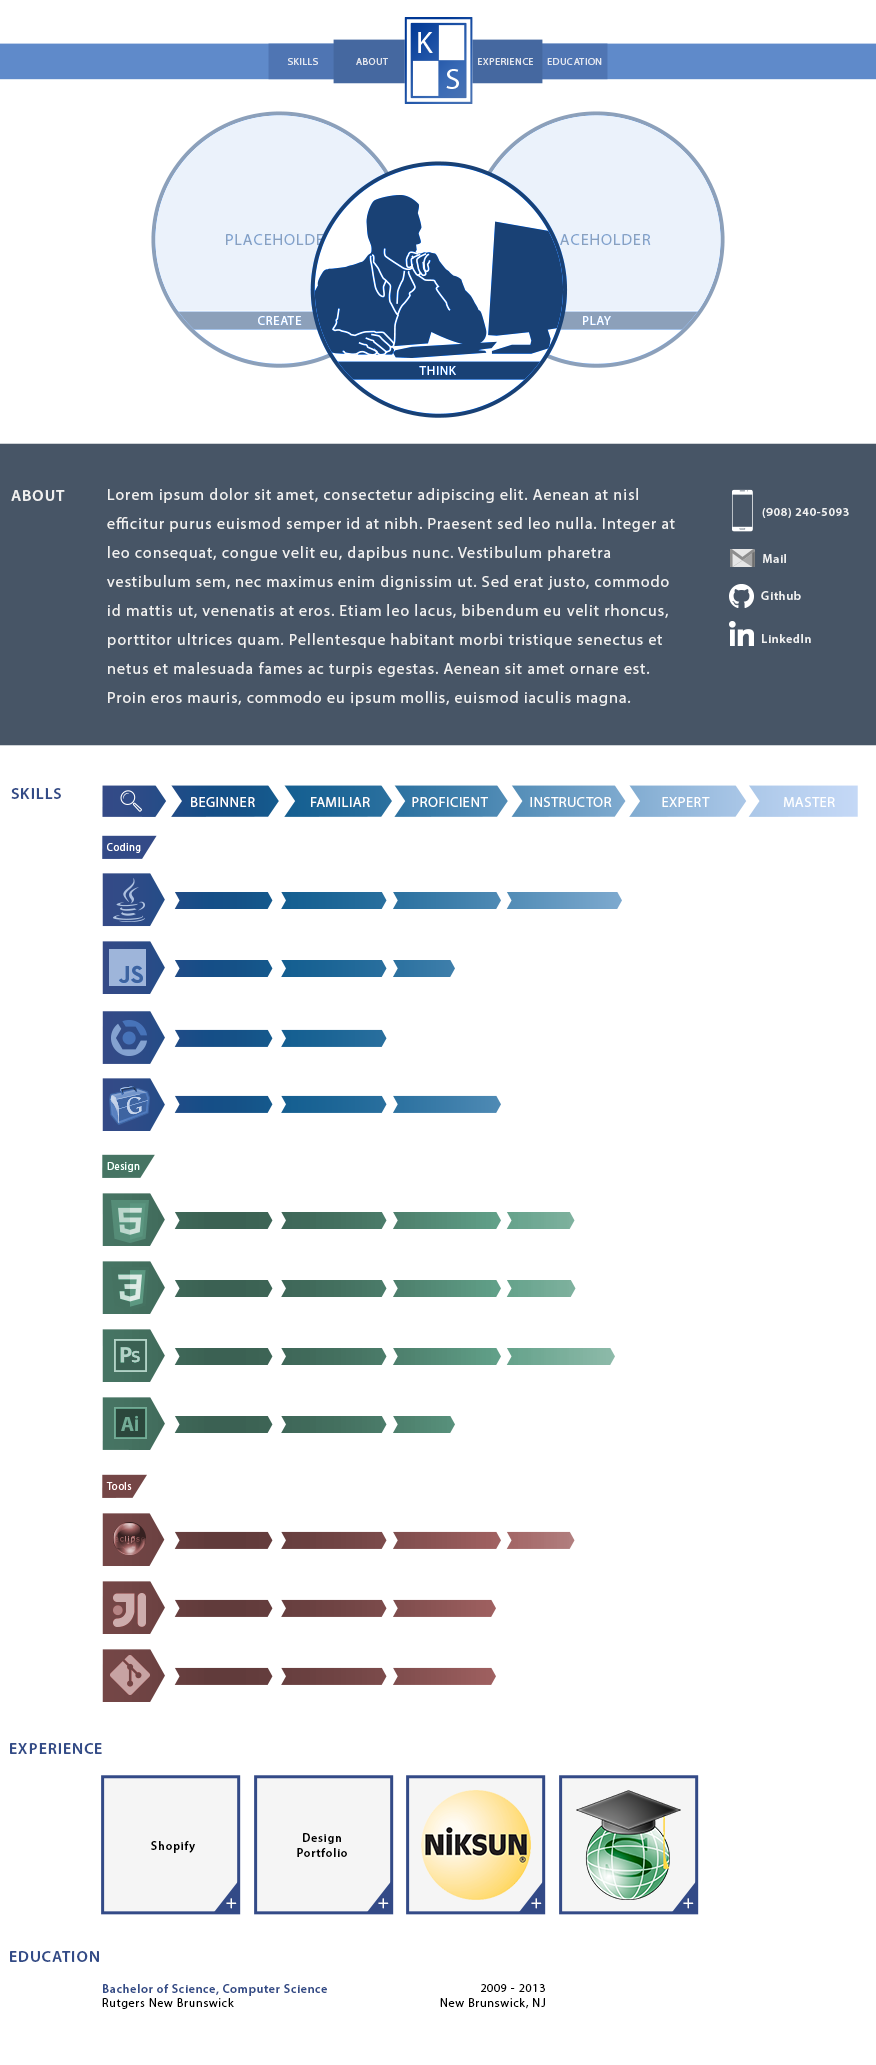 K
S
SKILLS ABOUT EXPERIENCE EDUCATION
PLACEHOLDE ACEHOLDER
CREATE PLAY
THINK
ABOUT
Lorem ipsum dolor sit amet, consectetur adipiscing elit. Aenean at nisl
efficitur purus euismod semper id at nibh. Praesent sed leo nulla. Integer at
leo consequat, congue velit eu, dapibus nunc. Vestibulum pharetra
vestibulum sem, nec maximus enim dignissim ut. Sed erat justo, commodo
id mattis ut, venenatis at eros. Etiam leo lacus, bibendum eu velit rhoncus,
porttitor ultrices quam. Pellentesque habitant morbi tristique senectus et
netus et malesuada fames ac turpis egestas. Aenean sit amet ornare est.
Proin eros mauris, commodo eu ipsum mollis, euismod iaculis magna.
(908) 240-5093
Mail
Github
LinkedIn
SKILLS
BEGINNER FAMILIAR PROFICIENT INSTRUCTOR EXPERT MASTER
Coding
JS
G
Design
5
3
Ps
Ai
Tools
JI
EXPERIENCE
Shopify
Design
Portfolio
NiKSUN®
S
+ + + +
EDUCATION
Bachelor of Science, Computer Science 2009 - 2013
Rutgers New Brunswick New Brunswick, NJ